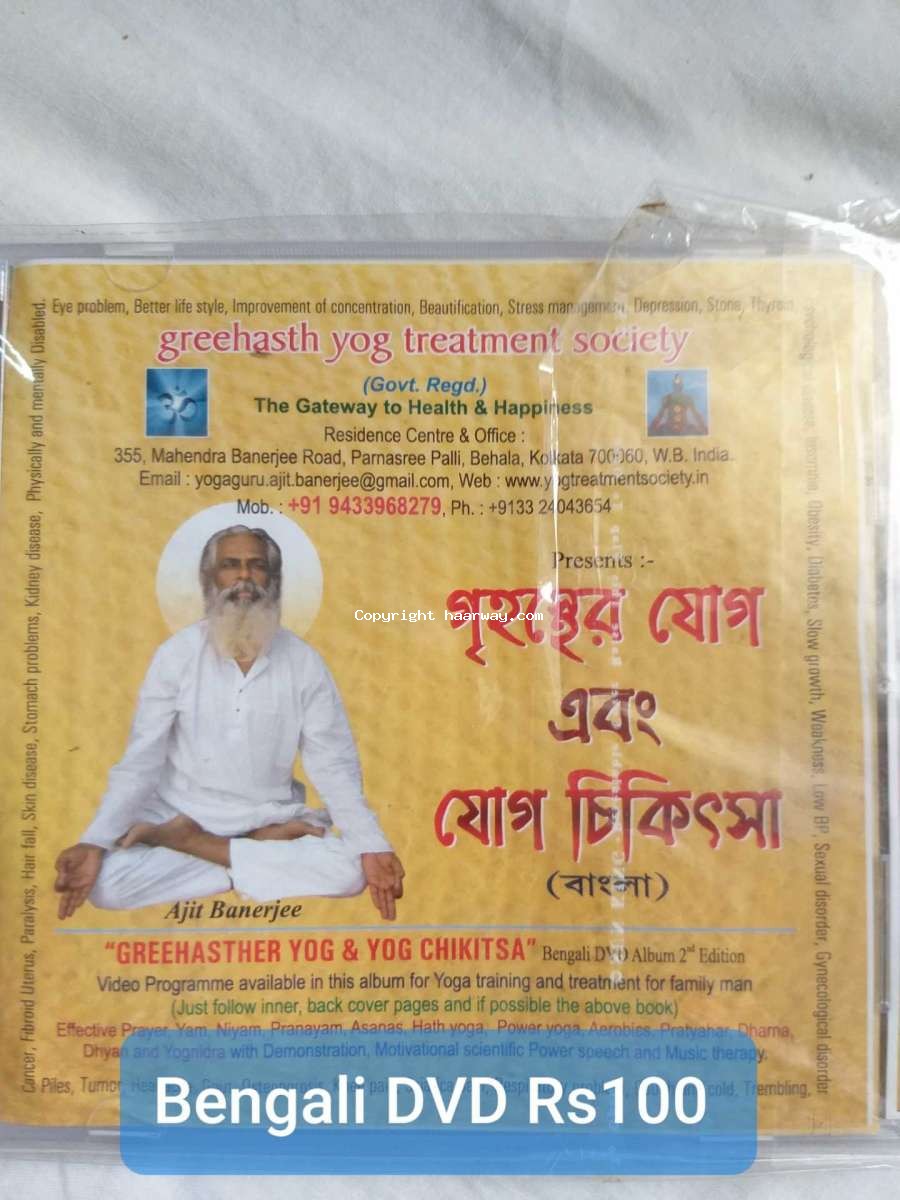 Eye problem, Better life style, Improvement of concentration, Beautification, Stress management, Depression, Stone, Thyroid
greehasth yog treatment society
(Govt. Regd.)
The Gateway to Health & Happiness
Residence Centre & Office :
355, Mahendra Banerjee Road, Parnasree Palli, Behala, Kolkata 700060, W.B. India.
Email : yogaguru.ajit.banerjee@gmail.com, Web : www.yogtreatmentsociety.in
Mob. : +91 9433968279, Ph. : +9133 24043654
Presents :-
Copyright haarway.com
গৃহস্থের যোগ
এবং
যোগ চিকিৎসা
(বাংলা)
Ajit Banerjee
"GREEHASTHER YOG & YOG CHIKITSA" Bengali DVD Album 2nd Edition
Video Programme available in this album for Yoga training and treatment for family man
(Just follow inner, back cover pages and if possible the above book)
Effective Prayer, Yam, Niyam, Pranayam, Asanas, Hath yoga, Power yoga, Aerobics, Pratyahar, Dharna,
Dhyan and Yognidra with Demonstration, Motivational scientific Power speech and Music therapy.
Piles, Tumor, cold, Trembling,
Bengali DVD Rs100
Cancer, Fibroid Uterus, Paralysis, Hair fall, Skin disease, Stomach problems, Kidney disease, Physically and mentally Disabled.
Obesity, Diabetes, Slow growth, Weakness, Low BP, Sexual disorder, Gynecological disorder